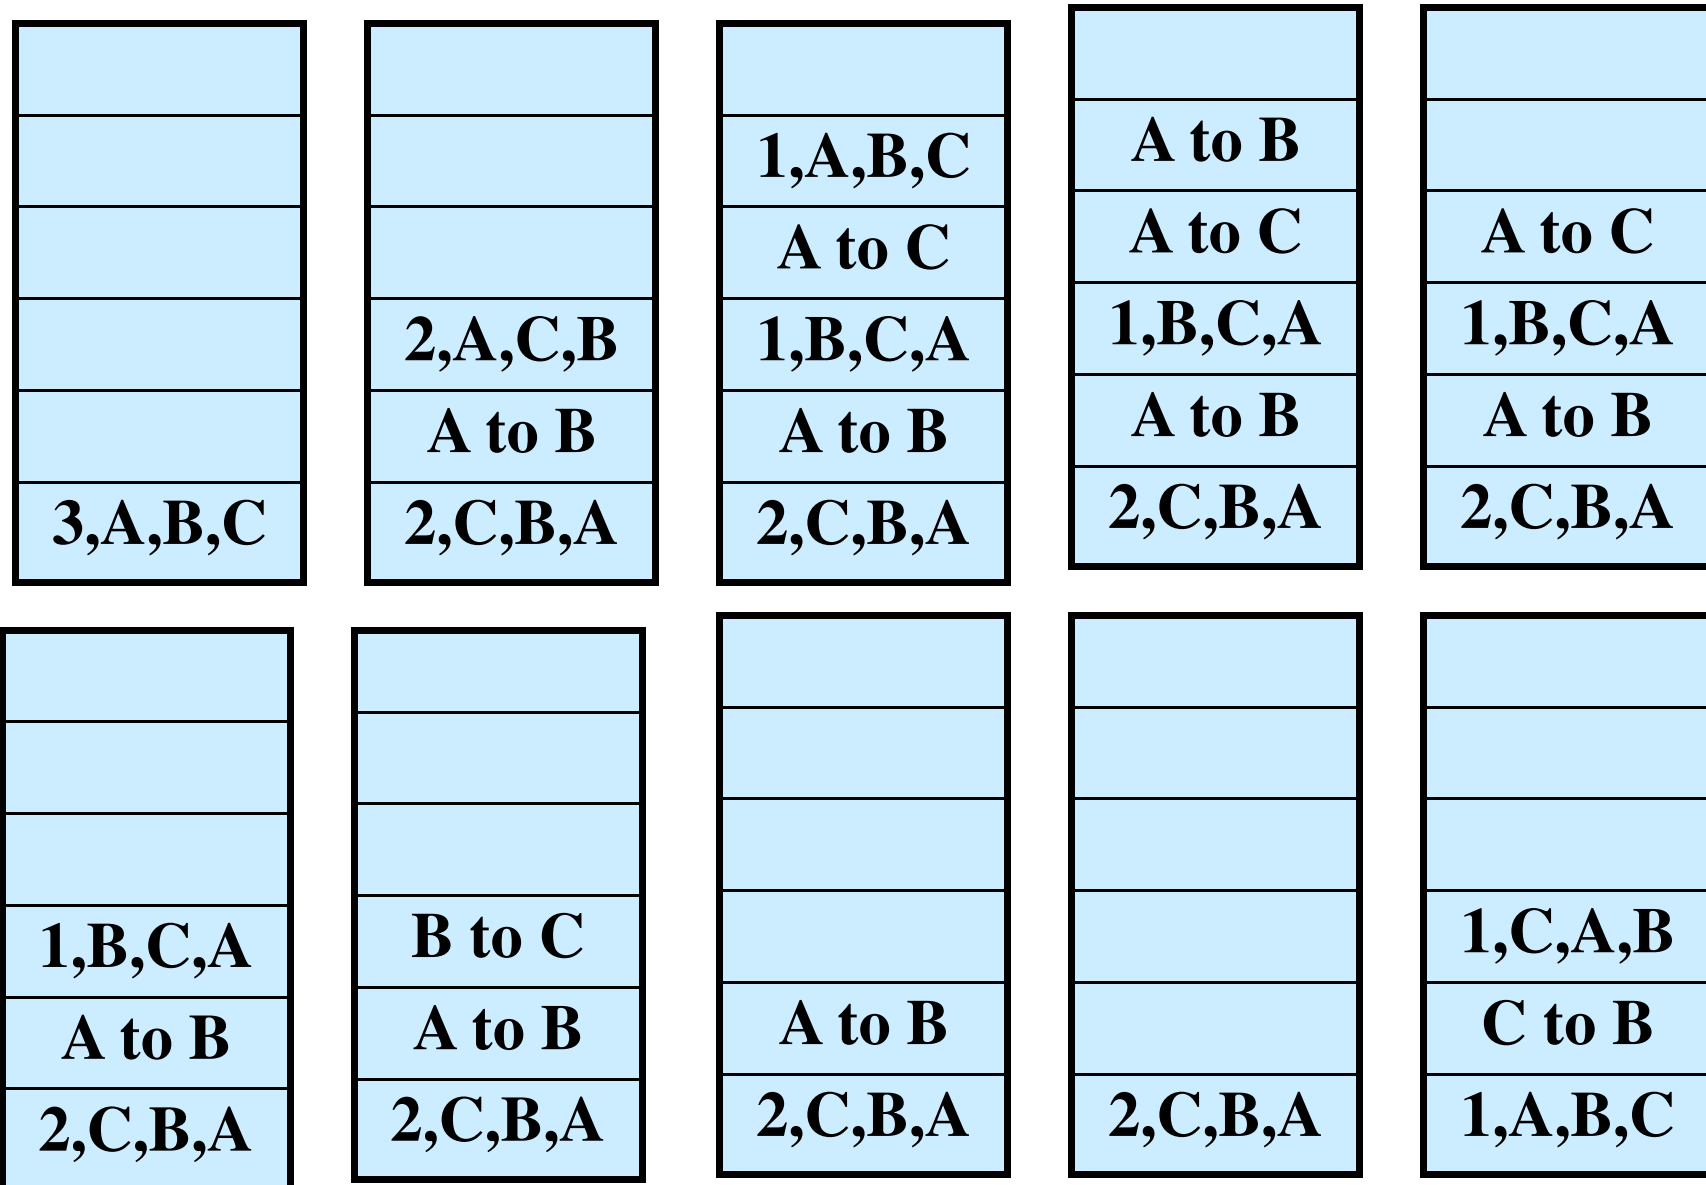 3,A,B,C
2,A,C,B
A to B
2,C,B,A
1,A,B,C
A to C
1,B,C,A
A to B
2,C,B,A
A to B
A to C
1,B,C,A
A to B
2,C,B,A
A to C
1,B,C,A
A to B
2,C,B,A
1,B,C,A
A to B
2,C,B,A
B to C
A to B
2,C,B,A
A to B
2,C,B,A
2,C,B,A
1,C,A,B
C to B
1,A,B,C